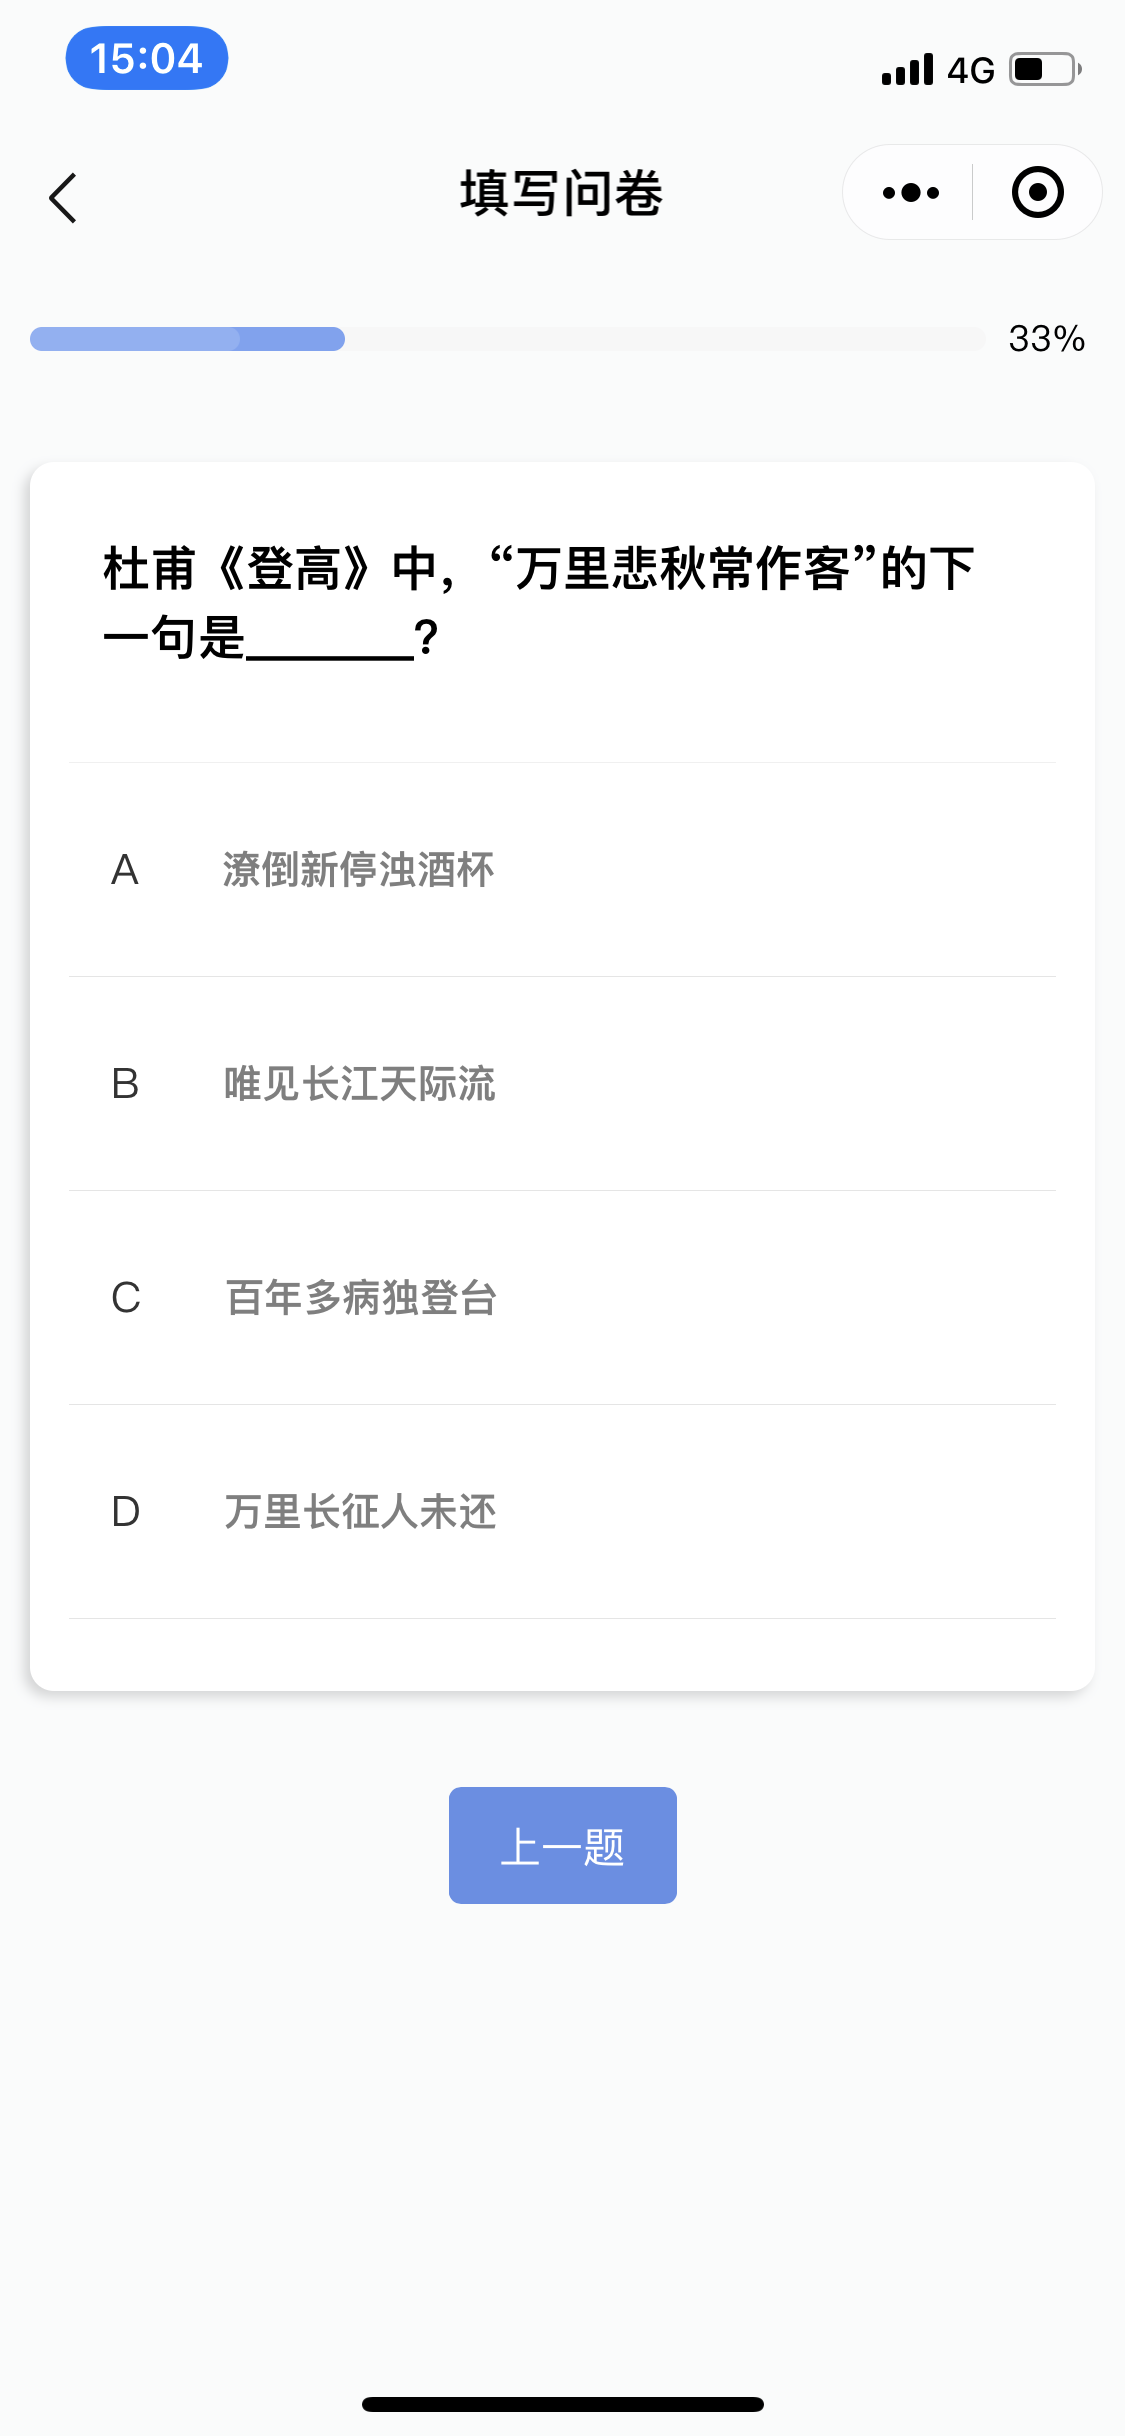 15:04
4G
填写问卷
33%
杜甫《登高》中，“万里悲秋常作客”的下
一句是_______?
A 潦倒新停浊酒杯
B 唯见长江天际流
C 百年多病独登台
D 万里长征人未还
上一题